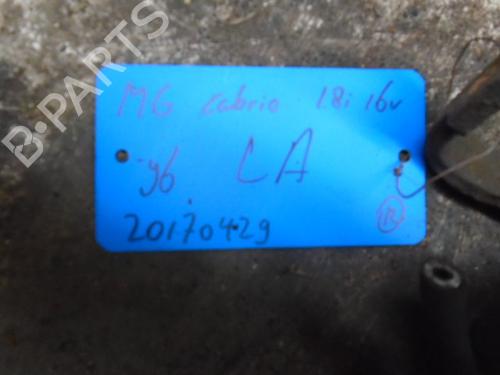 MG cabrio 1.8i 16v
'96 LA
20170429
R
B-PARTS